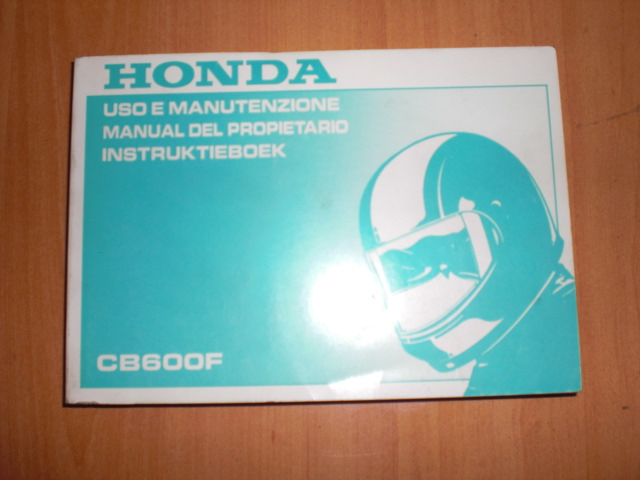 HONDA
USO E MANUTENZIONE
MANUAL DEL PROPIETARIO
INSTRUKTIEBOEK
CB600F